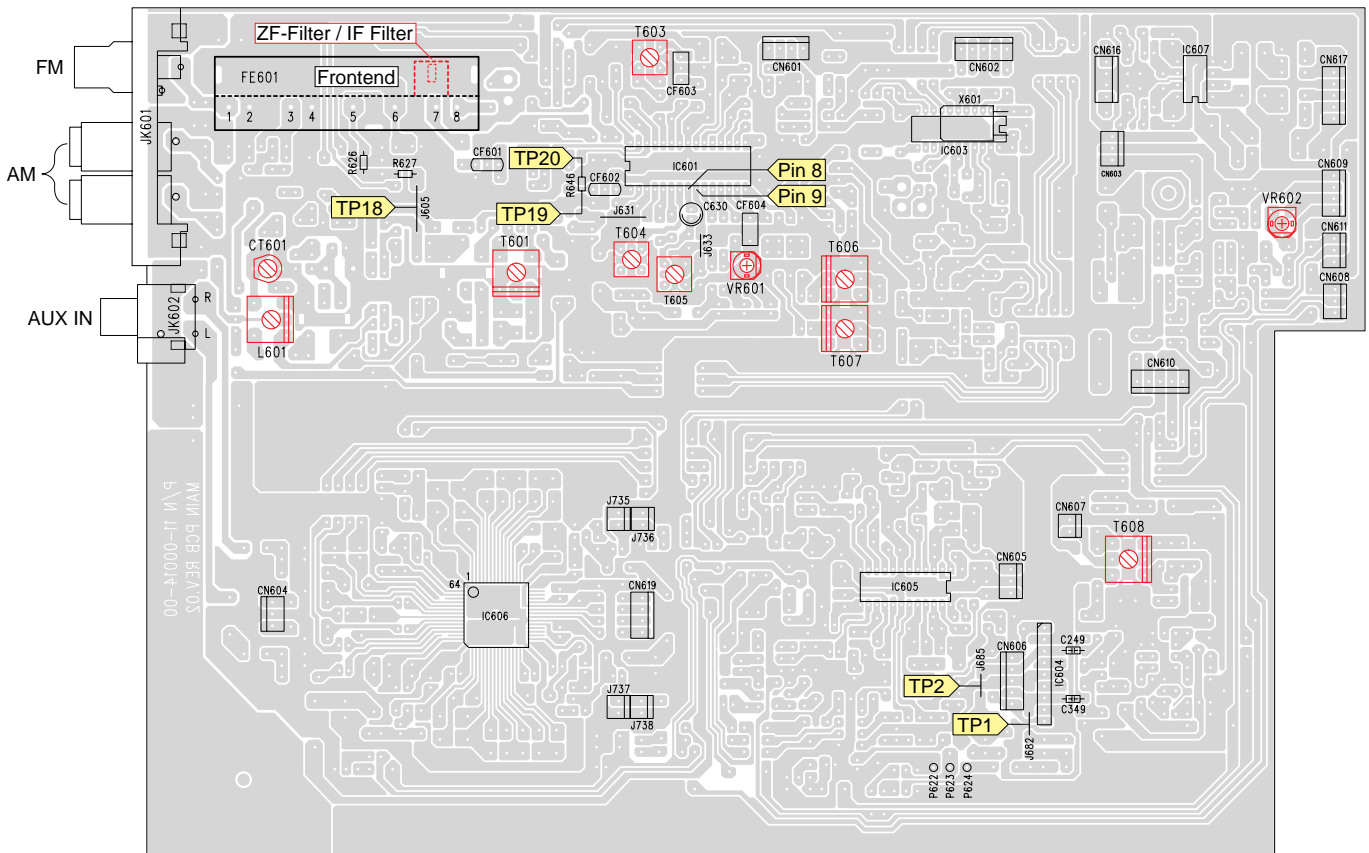 ZF-Filter / IF Filter
T603
FM
FE601
Frontend
CF603
CN601
CN602
CN616
IC607
CN617
1 2 3 4 5 6 7 8
JK601
X601
IC603
AM
R626
R627
CF601
TP20
IC601
Pin 8
CN603
R646
CF602
CN609
TP18
J605
TP19
Pin 9
J631
C630
CF604
VR602
T601
T604
J633
T606
CN611
CT601
T605
VR601
CN608
R
JK602
AUX IN
L
L601
T607
CN610
MAIN PCB REV.02
P/N 11-00014-00
J735
J736
CN607
T608
1
64
CN604
IC606
CN619
IC605
CN605
C249
J685
CN606
IC604
TP2
J737
J738
C349
TP1
J682
P622
P623
P624